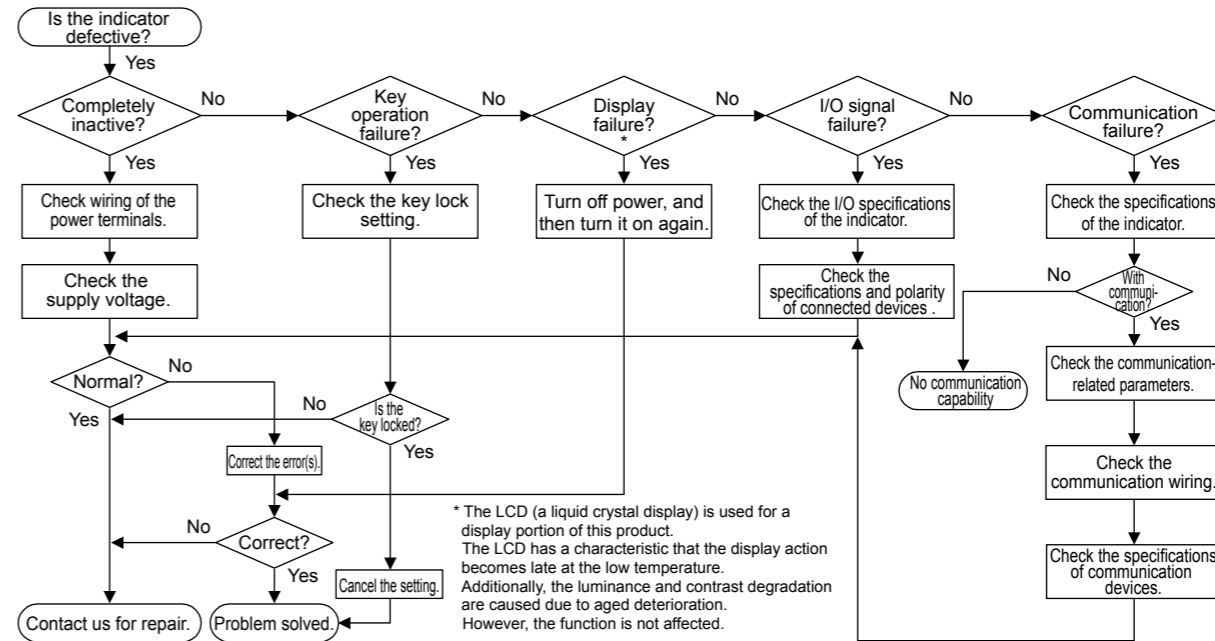 Is the indicator
defective?
Yes
Completely
inactive?
No
Key
operation
failure?
No
Display
failure?
*
No
I/O signal
failure?
No
Communication
failure?
Yes
Yes
Yes
Yes
Yes
Check wiring of the
power terminals.
Check the key lock
setting.
Turn off power, and
then turn it on again.
Check the I/O specifications
of the indicator.
Check the specifications
of the indicator.
Check the
supply voltage.
Check the
specifications and polarity
of connected devices .
No
With
communi-
cation?
Yes
Normal?
No
Yes
No
Is the
key locked?
Yes
No communication
capability
Check the communication-
related parameters.
Correct the error(s).
Check the
communication wiring.
No
Correct?
Yes
* The LCD (a liquid crystal display) is used for a
display portion of this product.
The LCD has a characteristic that the display action
becomes late at the low temperature.
Additionally, the luminance and contrast degradation
are caused due to aged deterioration.
However, the function is not affected.
Cancel the setting.
Check the specifications
of communication
devices.
Contact us for repair.
Problem solved.